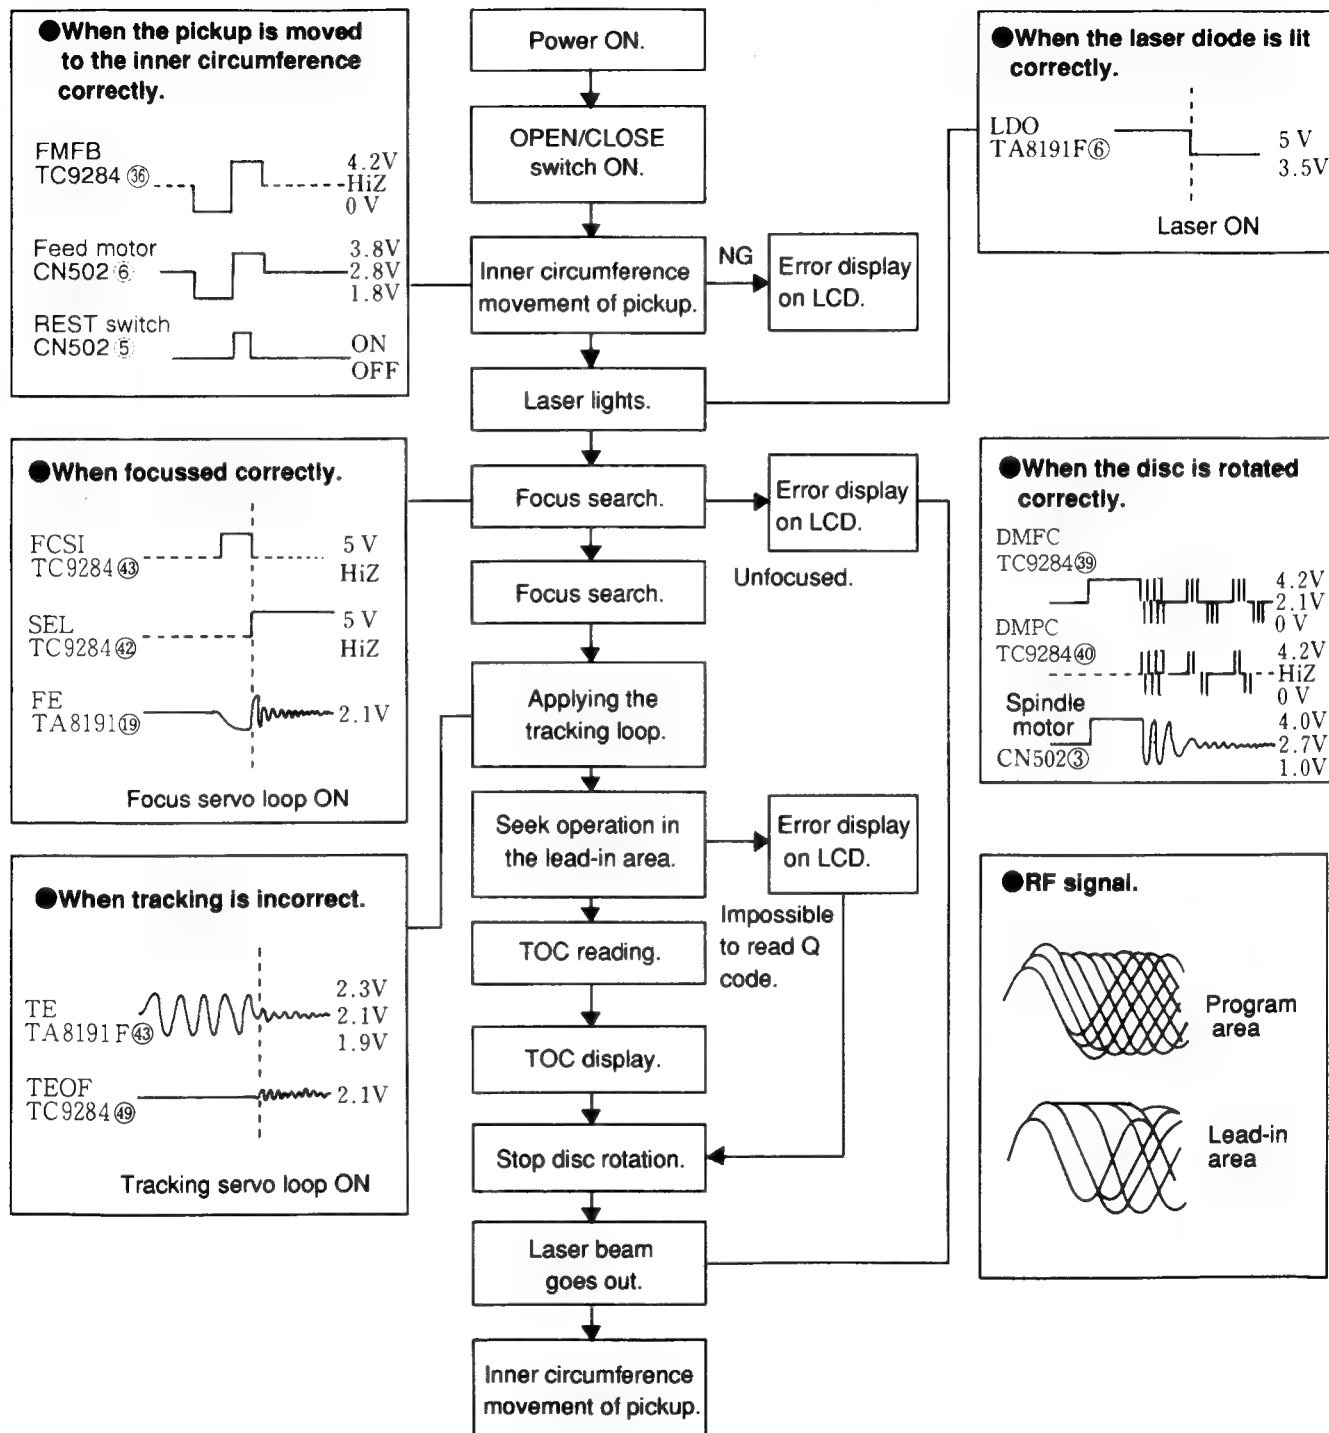 ●When the pickup is moved
to the inner circumference
correctly.
FMFB
TC9284 ㊱
4.2V
HiZ
0 V
Feed motor
CN502 ⑥
3.8V
2.8V
1.8V
REST switch
CN502 ⑤
ON
OFF
Power ON.
OPEN/CLOSE
switch ON.
Inner circumference
movement of pickup.
NG
Error display
on LCD.
Laser lights.
●When the laser diode is lit
correctly.
LDO
TA8191F⑥
5 V
3.5V
Laser ON
●When focussed correctly.
FCSI
TC9284㊸
5 V
HiZ
SEL
TC9284㊷
5 V
HiZ
FE
TA8191⑲
2.1V
Focus servo loop ON
Focus search.
Error display
on LCD.
Unfocused.
Focus search.
Applying the
tracking loop.
Seek operation in
the lead-in area.
Error display
on LCD.
Impossible
to read Q
code.
TOC reading.
TOC display.
Stop disc rotation.
Laser beam
goes out.
Inner circumference
movement of pickup.
●When the disc is rotated
correctly.
DMFC
TC9284㊴
4.2V
2.1V
0 V
DMPC
TC9284㊵
4.2V
HiZ
0 V
Spindle
motor
CN502③
4.0V
2.7V
1.0V
●When tracking is incorrect.
TE
TA8191F㊸
2.3V
2.1V
1.9V
TEOF
TC9284㊾
2.1V
Tracking servo loop ON
●RF signal.
Program
area
Lead-in
area